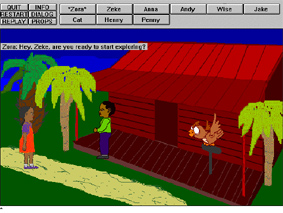 QUIT INFO *Zora* Zeke Anna Andy Wise Jake
RESTART DIALOG
REPLAY PROPS Cat Henry Penny
Zora: Hey, Zeke, are you ready to start exploring?